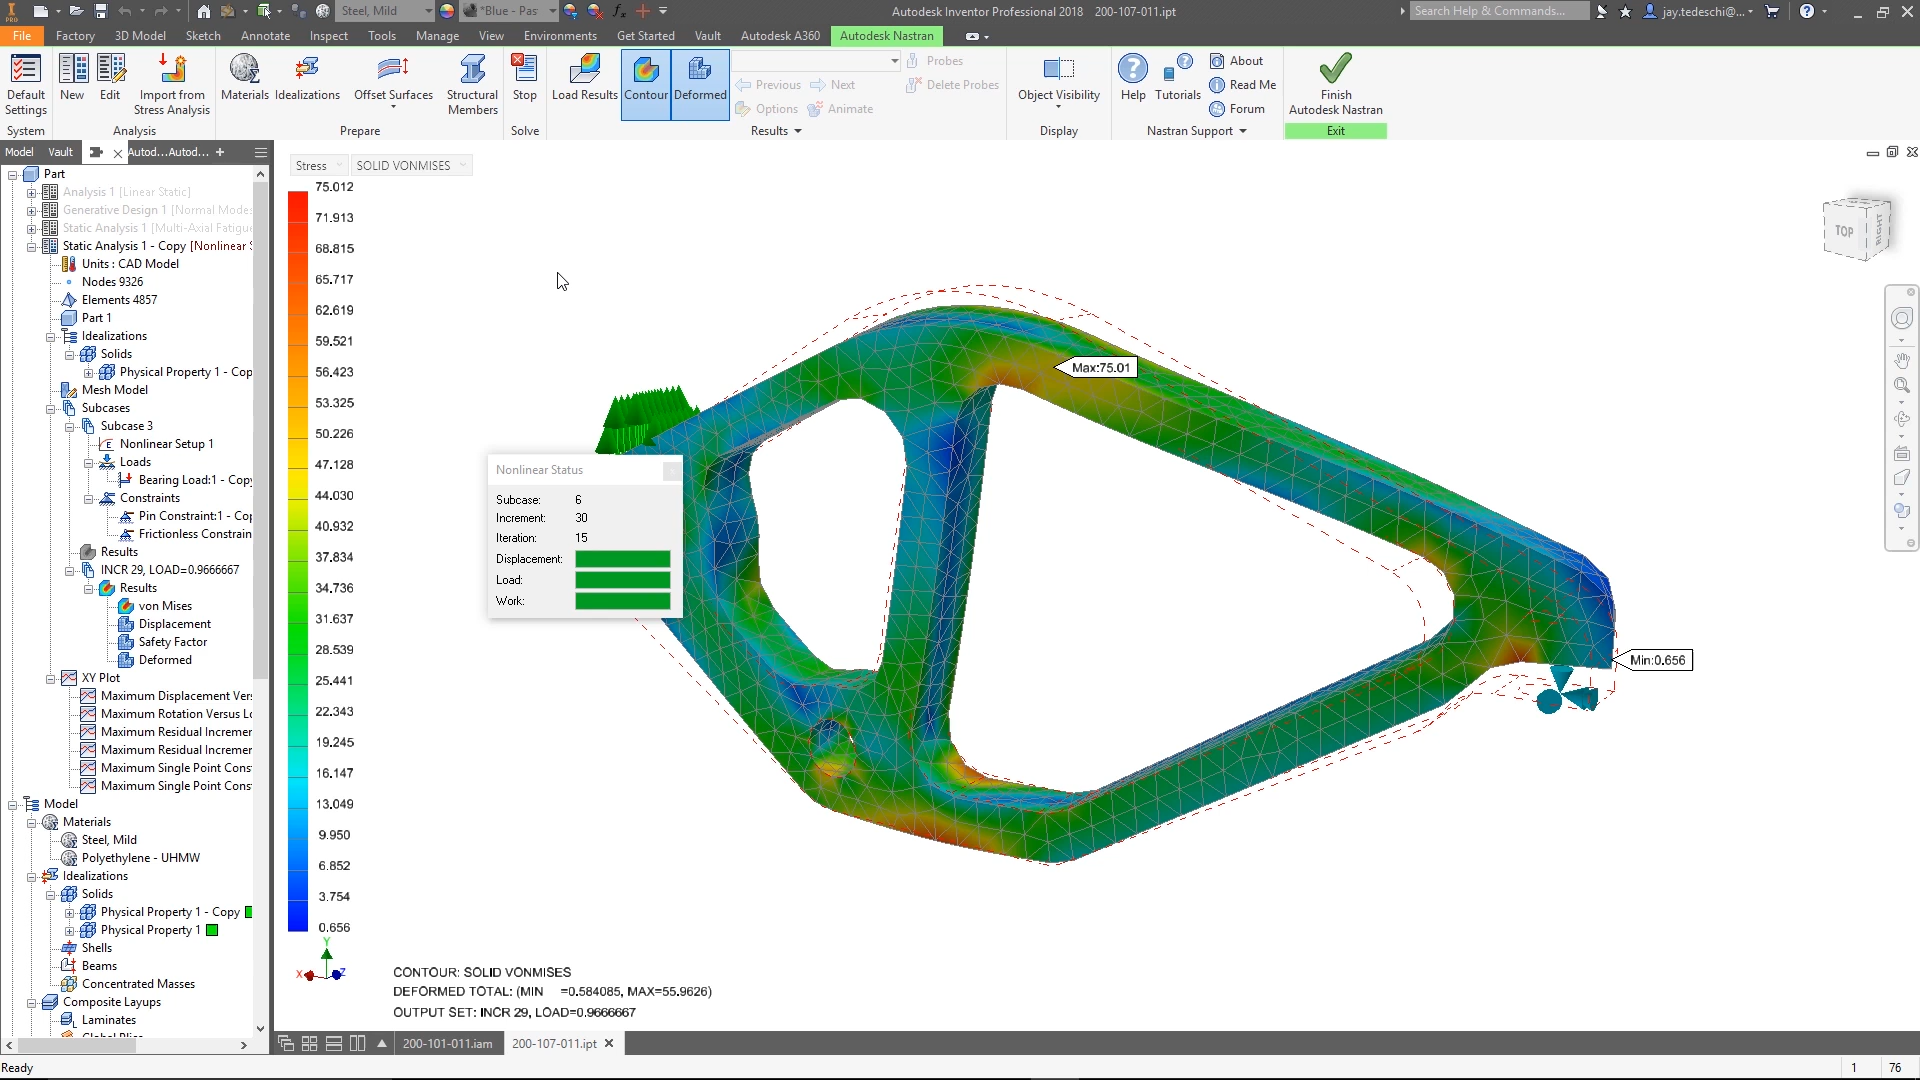 PRO
Steel, Mild
*Blue - Pas
Autodesk Inventor Professional 2018 200-107-011.ipt
Search Help & Commands...
jay.tedeschi@...
File Factory 3D Model Sketch Annotate Inspect Tools Manage View Environments Get Started Vault Autodesk A360 Autodesk Nastran
Default Settings
New
Edit
Import from Stress Analysis
Materials
Idealizations
Offset Surfaces
Structural Members
Stop
Load Results
Contour
Deformed
Previous Next
Options Animate
Probes
Delete Probes
Object Visibility
Help
Tutorials
About
Read Me
Forum
Finish Autodesk Nastran
System Analysis Prepare Solve Results Display Nastran Support Exit
Model Vault Autod... Autod... +
Part
Analysis 1 [Linear Static]
Generative Design 1 [Normal Modes
Static Analysis 1 [Multi-Axial Fatigue
Static Analysis 1 - Copy [Nonlinear S
Units : CAD Model
Nodes 9326
Elements 4857
Part 1
Idealizations
Solids
Physical Property 1 - Cop
Mesh Model
Subcases
Subcase 3
Nonlinear Setup 1
Loads
Bearing Load:1 - Copy
Constraints
Pin Constraint:1 - Cop
Frictionless Constrain
Results
INCR 29, LOAD=0.9666667
Results
von Mises
Displacement
Safety Factor
Deformed
XY Plot
Maximum Displacement Ver
Maximum Rotation Versus Lo
Maximum Residual Incremer
Maximum Residual Incremer
Maximum Single Point Cons
Maximum Single Point Cons
Model
Materials
Steel, Mild
Polyethylene - UHMW
Idealizations
Solids
Physical Property 1 - Copy
Physical Property 1
Shells
Beams
Concentrated Masses
Composite Layups
Laminates
Stress SOLID VONMISES
75.012
71.913
68.815
65.717
62.619
59.521
56.423
53.325
50.226
47.128
44.030
40.932
37.834
34.736
31.637
28.539
25.441
22.343
19.245
16.147
13.049
9.950
6.852
3.754
0.656
Y
X
Z
Nonlinear Status
Subcase: 6
Increment: 30
Iteration: 15
Displacement:
Load:
Work:
Max:75.01
Min:0.656
TOP
RIGHT
CONTOUR: SOLID VONMISES
DEFORMED TOTAL: (MIN =0.584085, MAX=55.9626)
OUTPUT SET: INCR 29, LOAD=0.9666667
200-101-011.iam 200-107-011.ipt
Ready
1 76